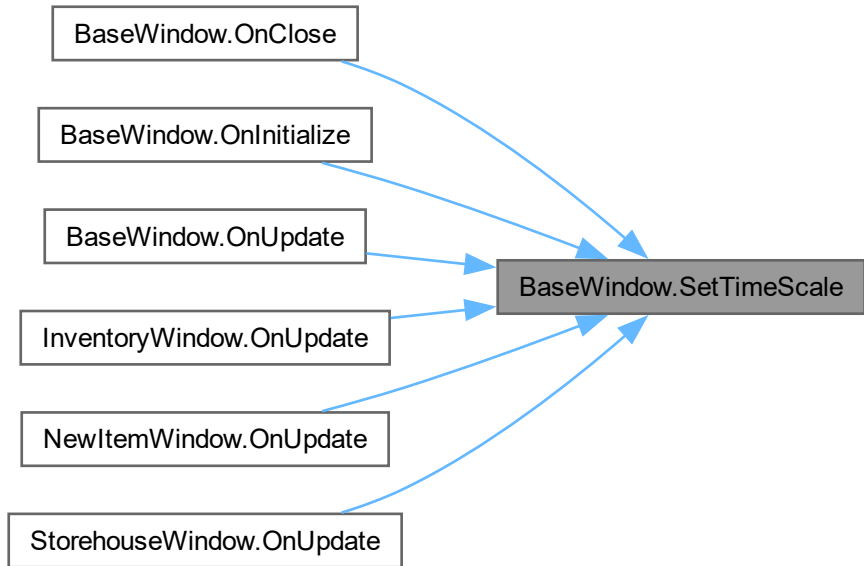 BaseWindow.OnClose
BaseWindow.OnInitialize
BaseWindow.OnUpdate
BaseWindow.SetTimeScale
InventoryWindow.OnUpdate
NewItemWindow.OnUpdate
StorehouseWindow.OnUpdate